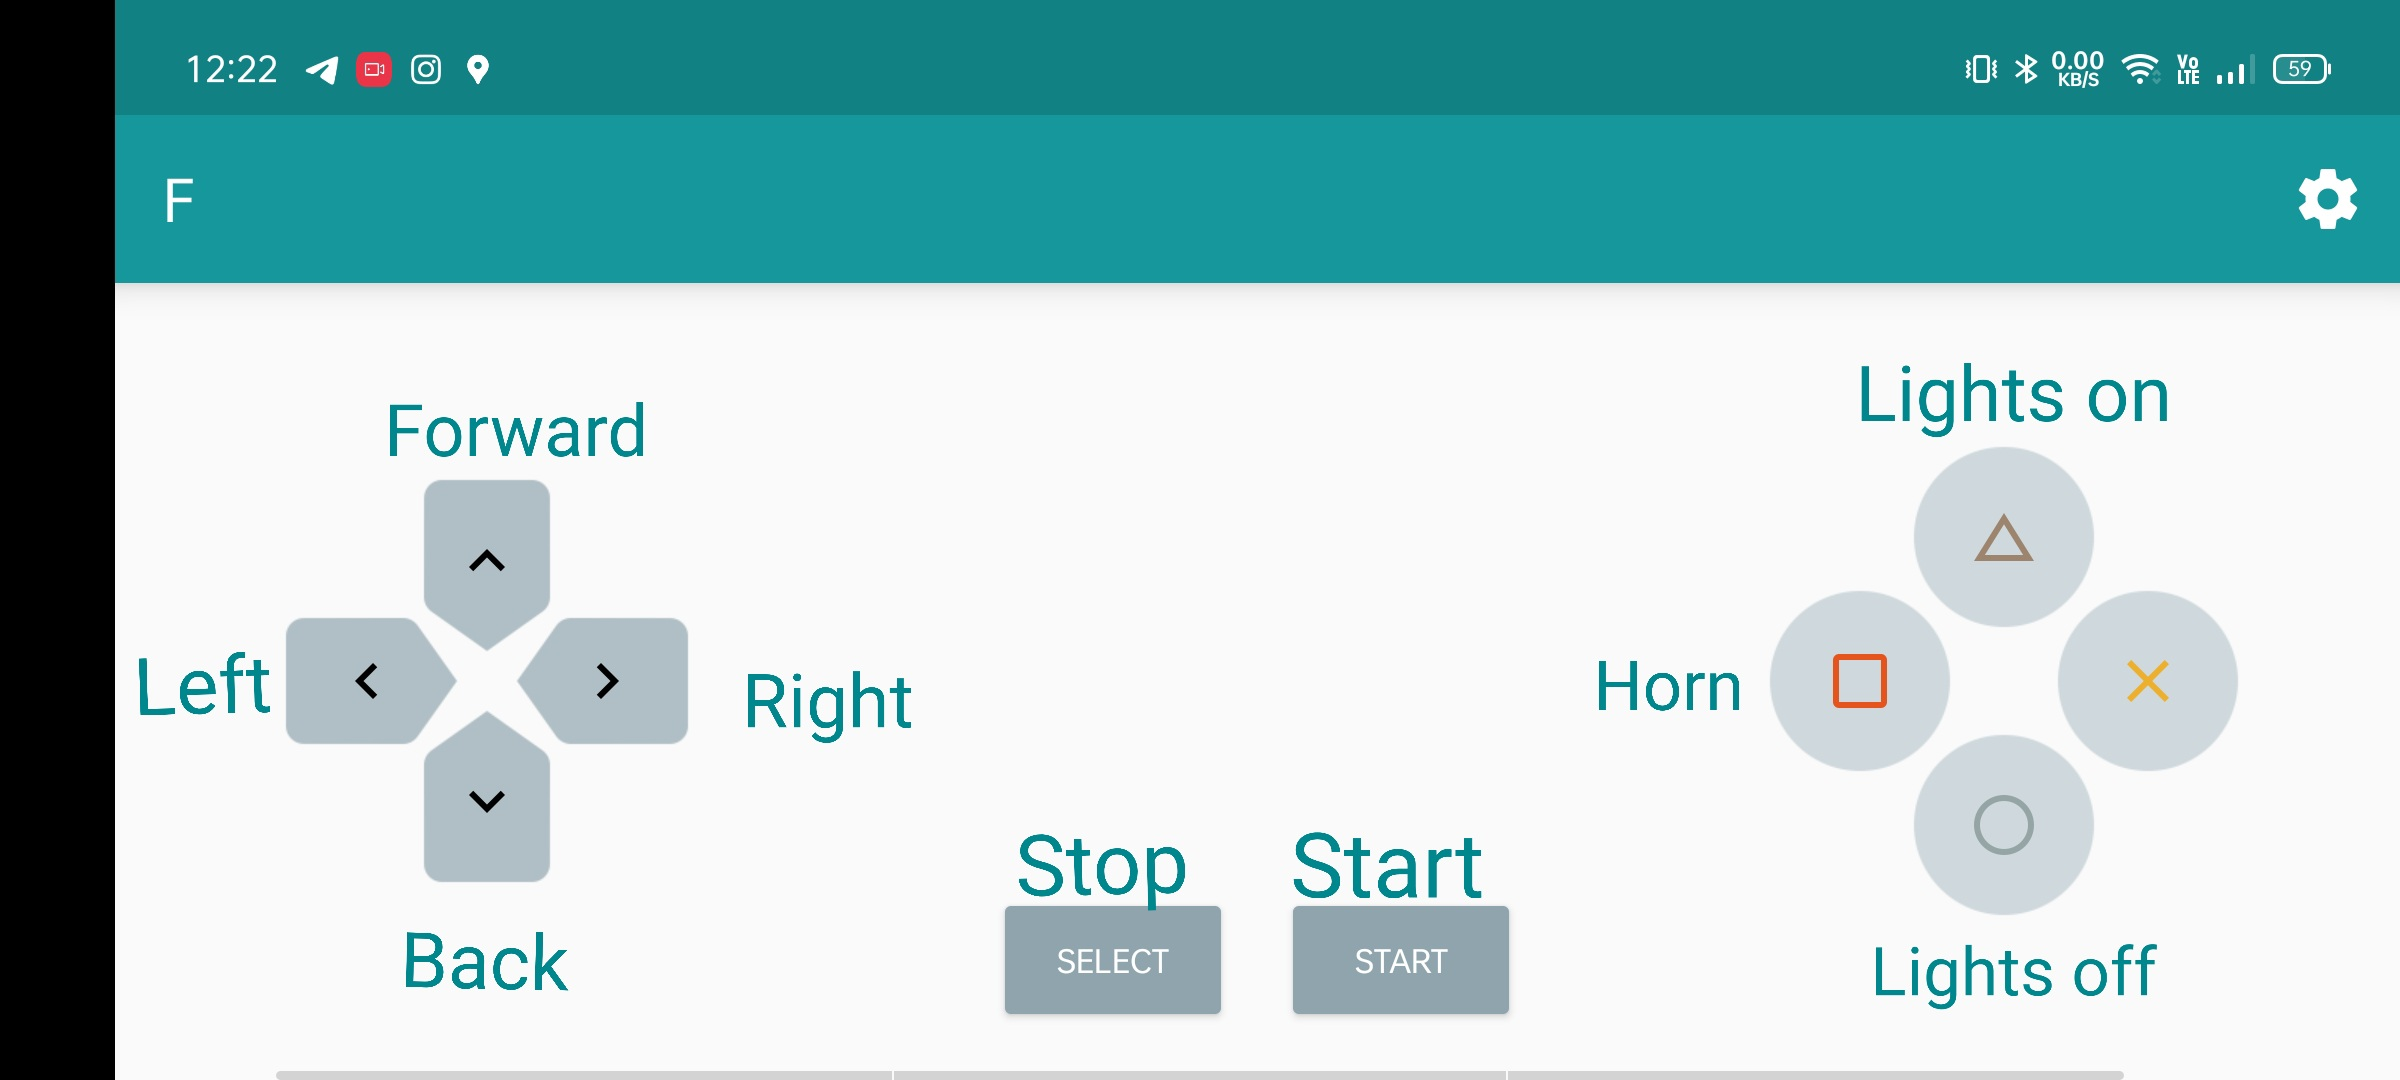 12:22
0.00
KB/S
Vo
LTE
59
F
Forward
Lights on
Left
Right
Horn
Stop
Start
SELECT
START
Back
Lights off